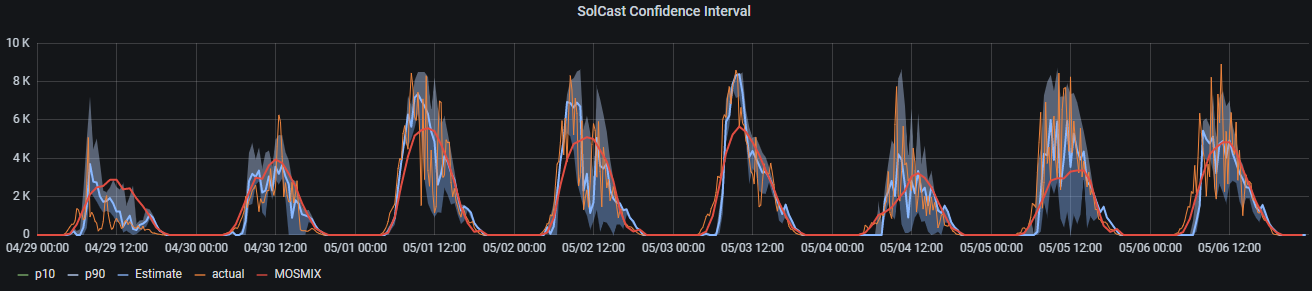 SolCast Confidence Interval
10 K
8 K
6 K
4 K
2 K
0
04/29 00:00 04/29 12:00 04/30 00:00 04/30 12:00 05/01 00:00 05/01 12:00 05/02 00:00 05/02 12:00 05/03 00:00 05/03 12:00 05/04 00:00 05/04 12:00 05/05 00:00 05/05 12:00 05/06 00:00 05/06 12:00
p10 p90 Estimate actual MOSMIX